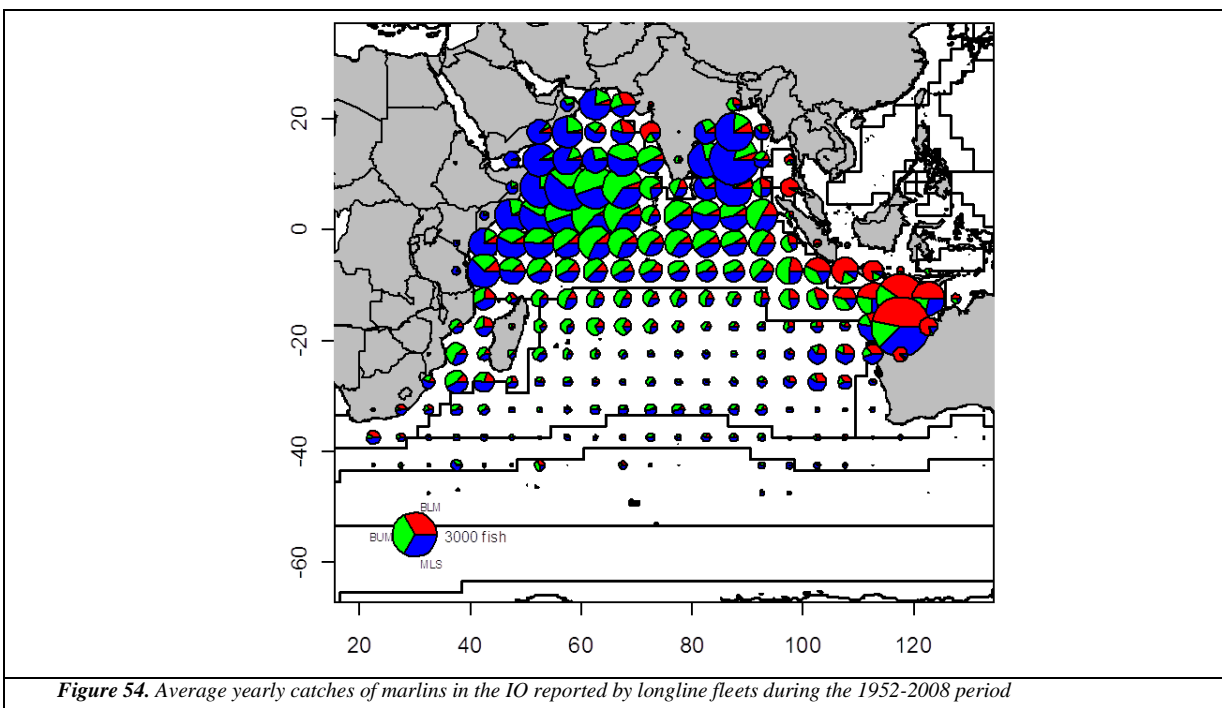 20
0
-20
-40
-60
BLM
BUM
3000 fish
MLS
20 40 60 80 100 120
Figure 54. Average yearly catches of marlins in the IO reported by longline fleets during the 1952-2008 period